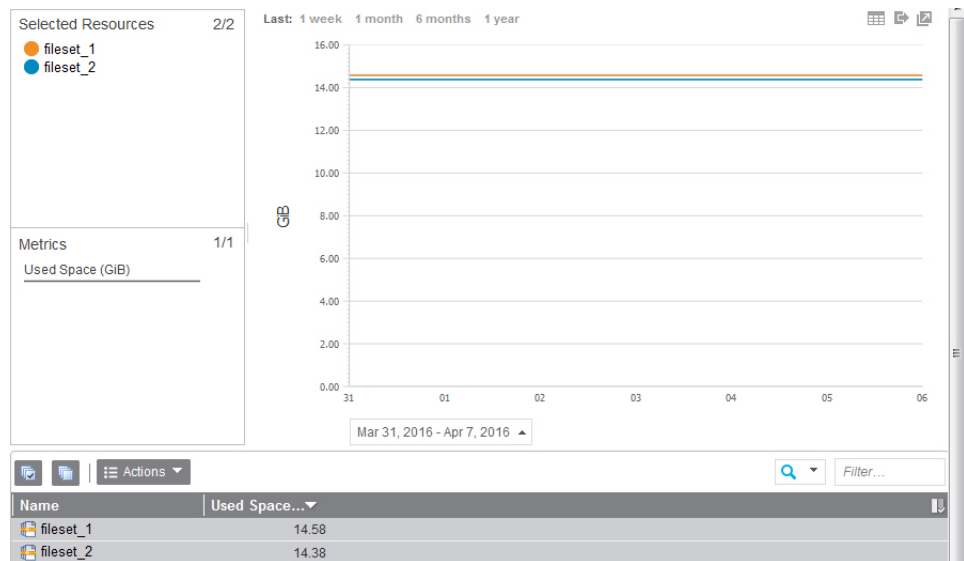 Selected Resources 2/2
fileset_1
fileset_2
Metrics 1/1
Used Space (GiB)
Last: 1 week 1 month 6 months 1 year
GiB
16.00
14.00
12.00
10.00
8.00
6.00
4.00
2.00
0.00
31 01 02 03 04 05 06
Mar 31, 2016 - Apr 7, 2016
Actions
Filter...
Name Used Space...
fileset_1 14.58
fileset_2 14.38